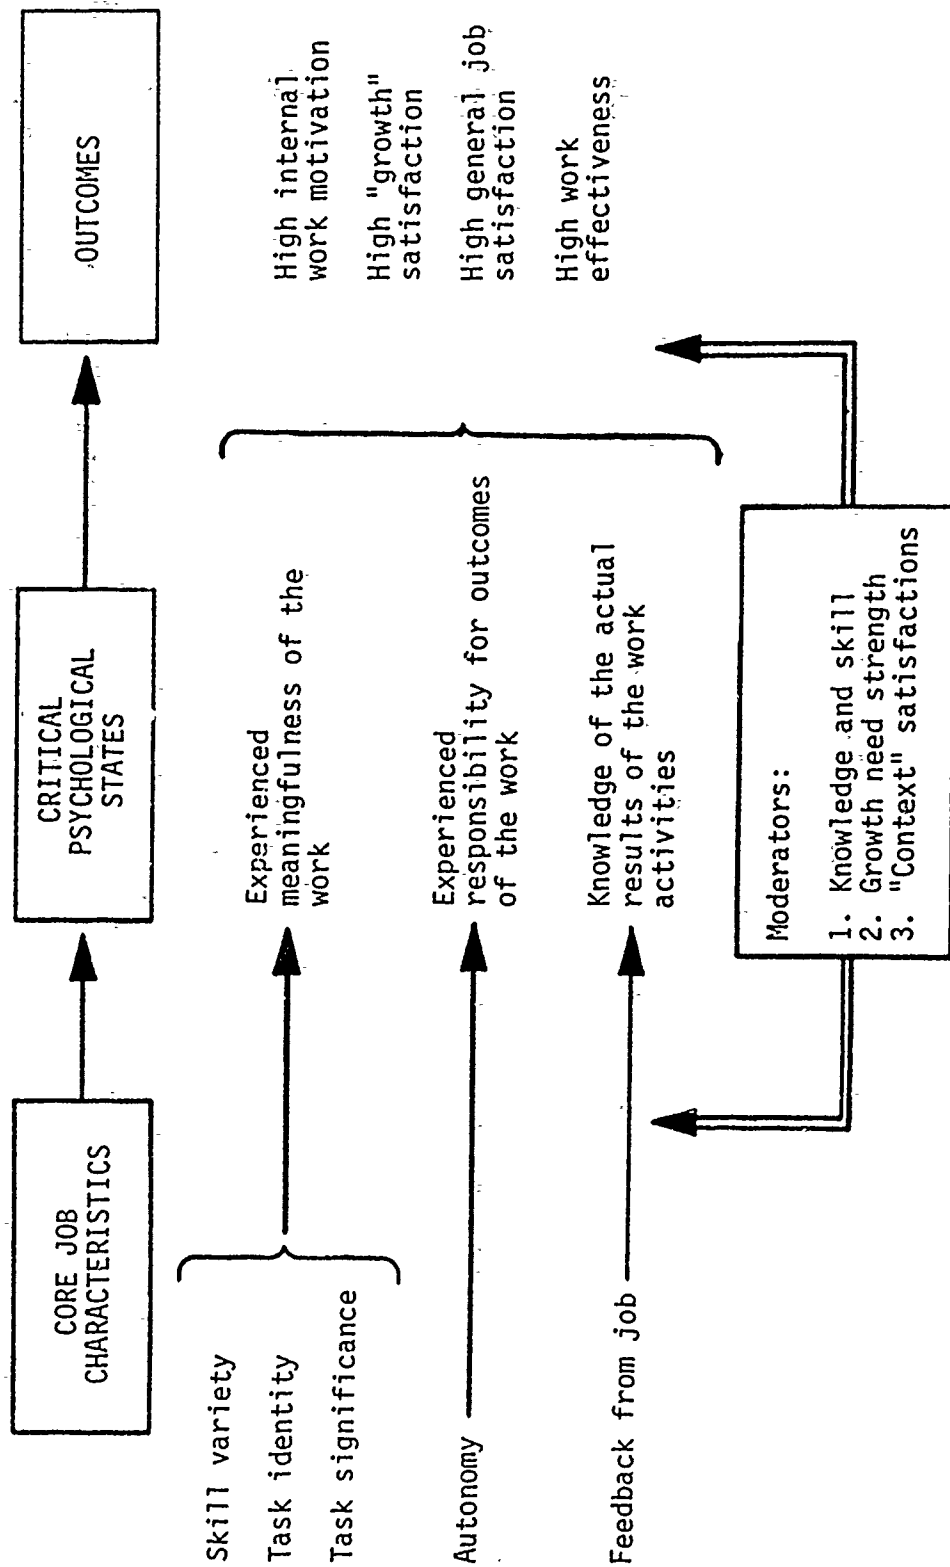 CORE JOB
CHARACTERISTICS
CRITICAL
PSYCHOLOGICAL
STATES
OUTCOMES
Skill variety
Task identity
Task significance
Experienced
meaningfulness of the
work
Autonomy
Experienced
responsibility for outcomes
of the work
Feedback from job
Knowledge of the actual
results of the work
activities
High internal
work motivation
High "growth"
satisfaction
High general job
satisfaction
High work
effectiveness
Moderators:
1. Knowledge and skill
2. Growth need strength
3. "Context" satisfactions